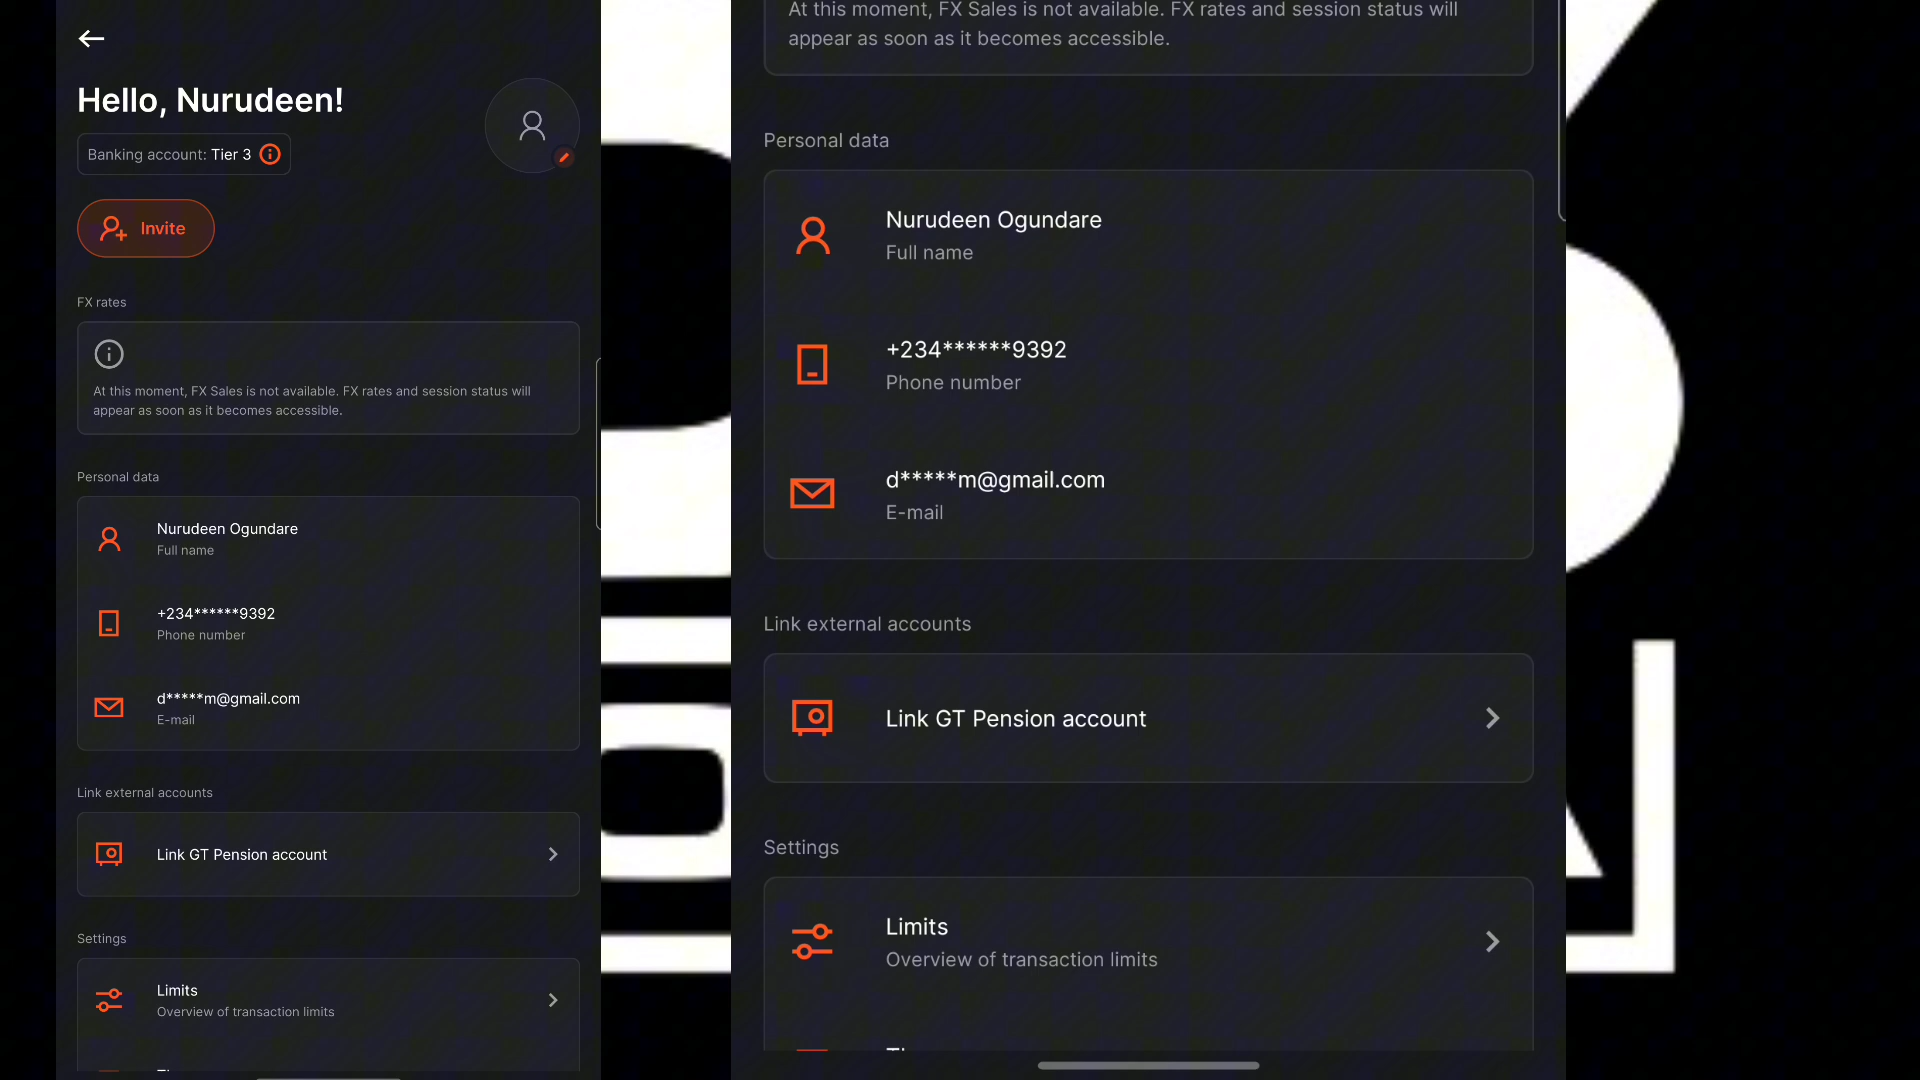 Hello, Nurudeen!
Banking account: Tier 3
Invite
FX rates
At this moment, FX Sales is not available. FX rates and session status will
appear as soon as it becomes accessible.
Personal data
Nurudeen Ogundare
Full name
+234******9392
Phone number
d*****m@gmail.com
E-mail
Link external accounts
Link GT Pension account
Settings
Limits
Overview of transaction limits
At this moment, FX Sales is not available. FX rates and session status will
appear as soon as it becomes accessible.
Personal data
Nurudeen Ogundare
Full name
+234******9392
Phone number
d*****m@gmail.com
E-mail
Link external accounts
Link GT Pension account
Settings
Limits
Overview of transaction limits